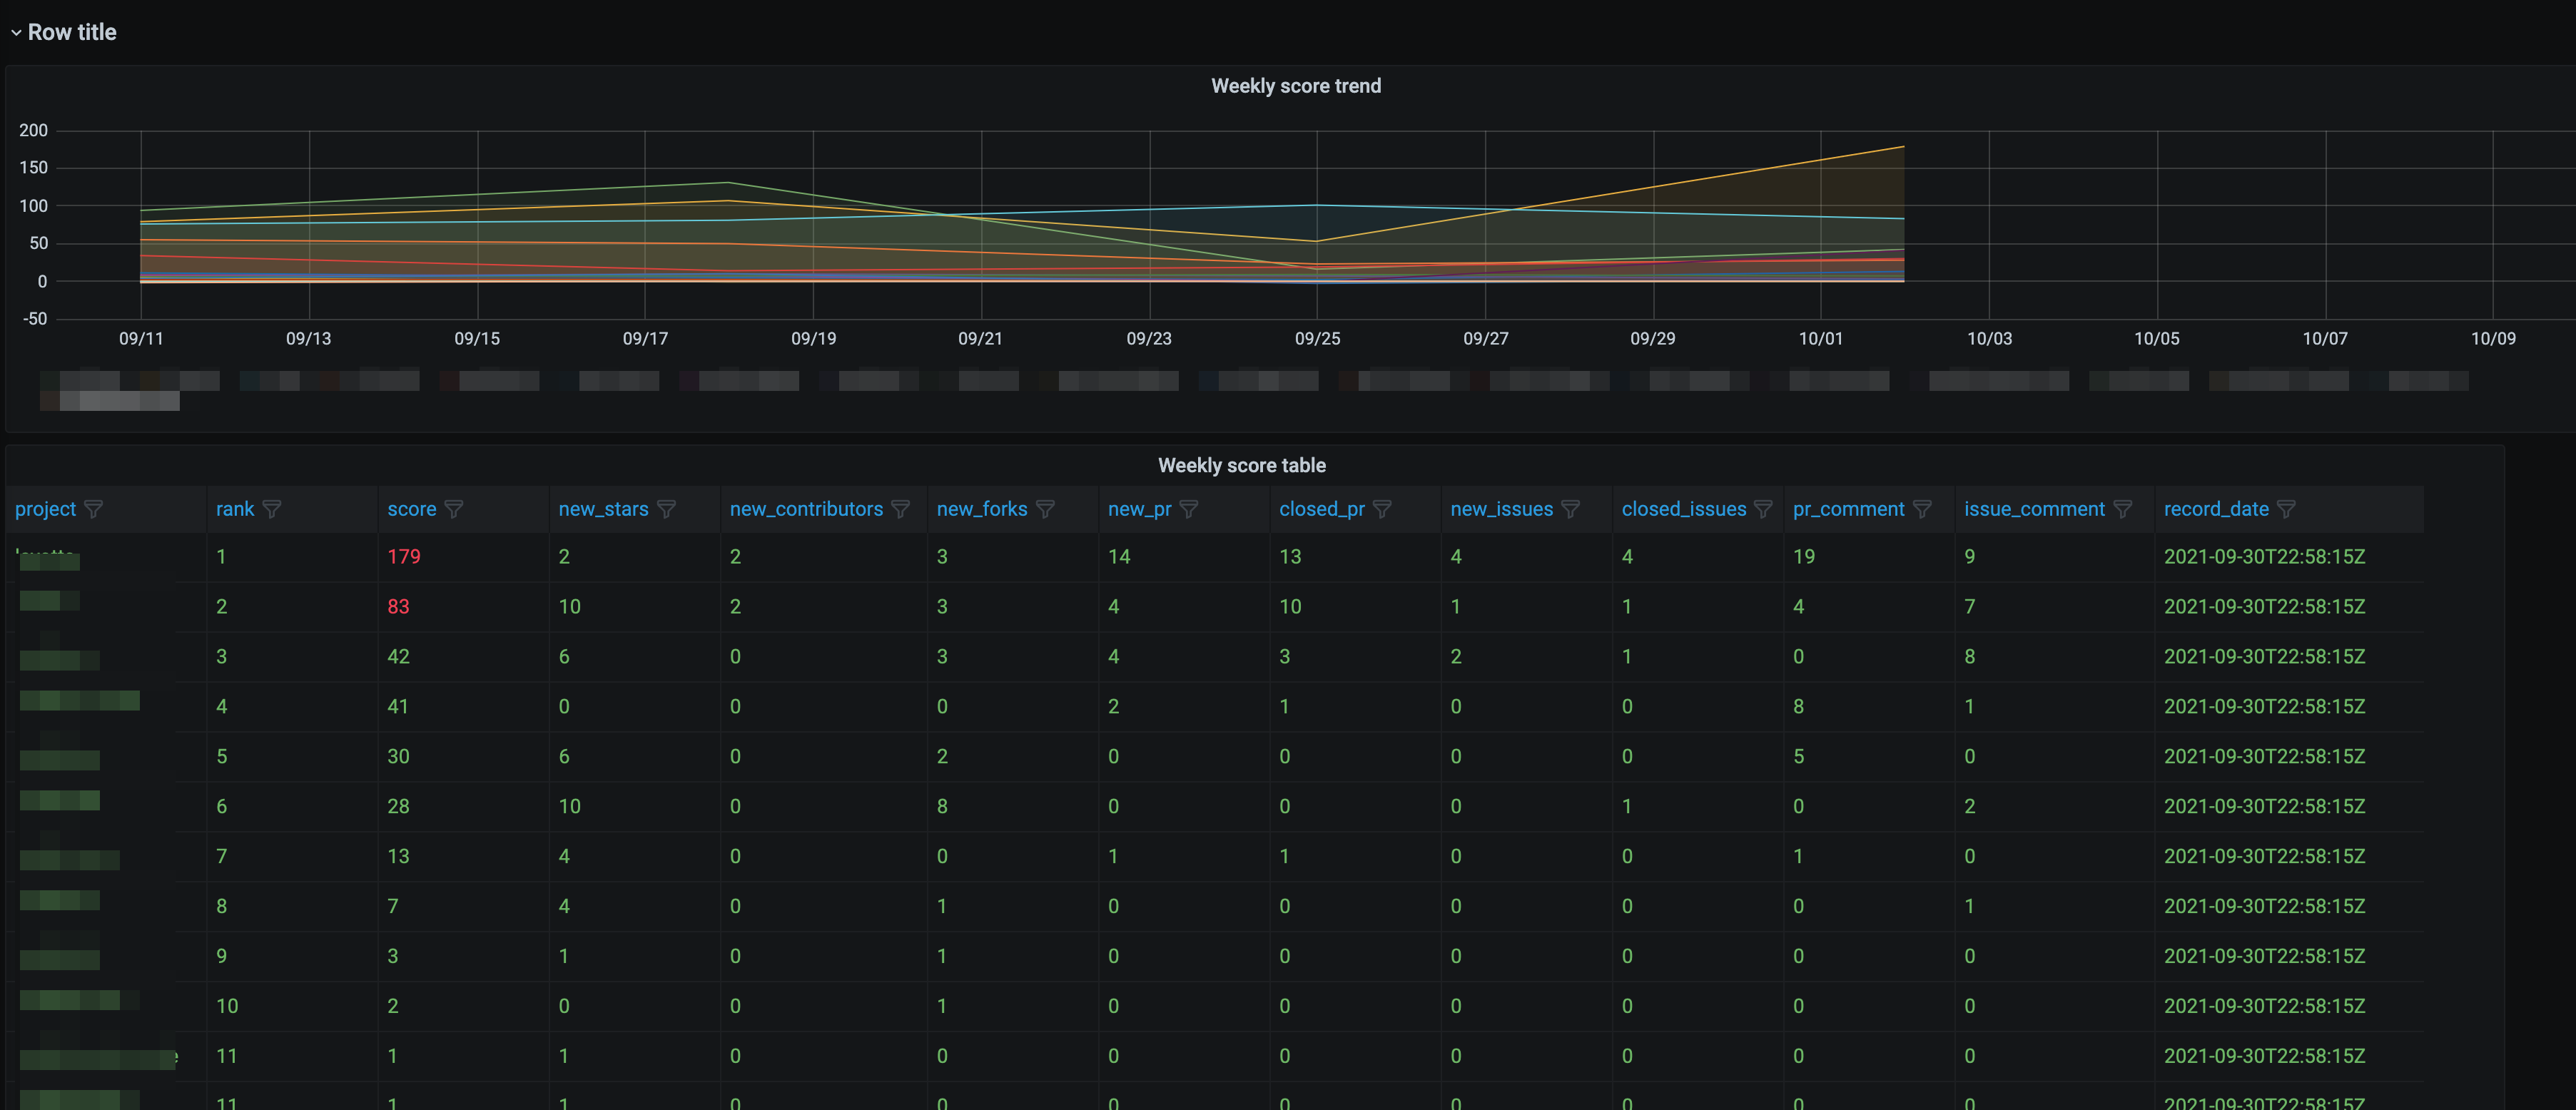 Row title
Weekly score trend
200
150
100
50
0
-50
09/11 09/13 09/15 09/17 09/19 09/21 09/23 09/25 09/27 09/29 10/01 10/03 10/05 10/07 10/09
Weekly score table
project rank score new_stars new_contributors new_forks new_pr closed_pr new_issues closed_issues pr_comment issue_comment record_date
1 179 2 2 3 14 13 4 4 19 9 2021-09-30T22:58:15Z
2 83 10 2 3 4 10 1 1 4 7 2021-09-30T22:58:15Z
3 42 6 0 3 4 3 2 1 0 8 2021-09-30T22:58:15Z
4 41 0 0 0 2 1 0 0 8 1 2021-09-30T22:58:15Z
5 30 6 0 2 0 0 0 0 5 0 2021-09-30T22:58:15Z
6 28 10 0 8 0 0 0 1 0 2 2021-09-30T22:58:15Z
7 13 4 0 0 1 1 0 0 1 0 2021-09-30T22:58:15Z
8 7 4 0 1 0 0 0 0 0 1 2021-09-30T22:58:15Z
9 3 1 0 1 0 0 0 0 0 0 2021-09-30T22:58:15Z
10 2 0 0 1 0 0 0 0 0 0 2021-09-30T22:58:15Z
11 1 1 0 0 0 0 0 0 0 0 2021-09-30T22:58:15Z
11 1 1 0 0 0 0 0 0 0 0 2021-09-30T22:58:15Z